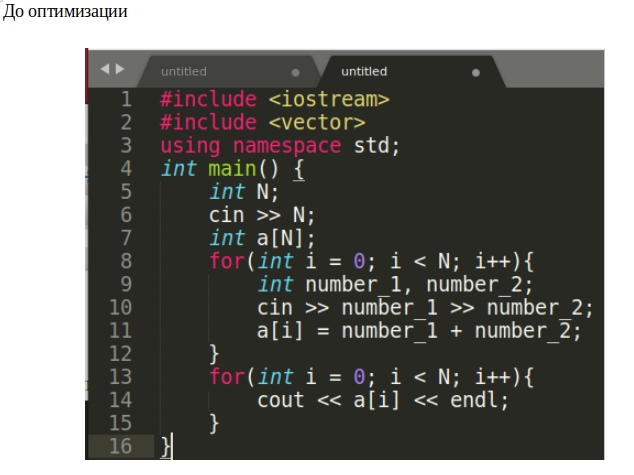 До оптимизации
untitled untitled
1 #include <iostream>
2 #include <vector>
3 using namespace std;
4 int main() {
5 int N;
6 cin >> N;
7 int a[N];
8 for(int i = 0; i < N; i++){
9 int number_1, number_2;
10 cin >> number_1 >> number_2;
11 a[i] = number_1 + number_2;
12 }
13 for(int i = 0; i < N; i++){
14 cout << a[i] << endl;
15 }
16 }